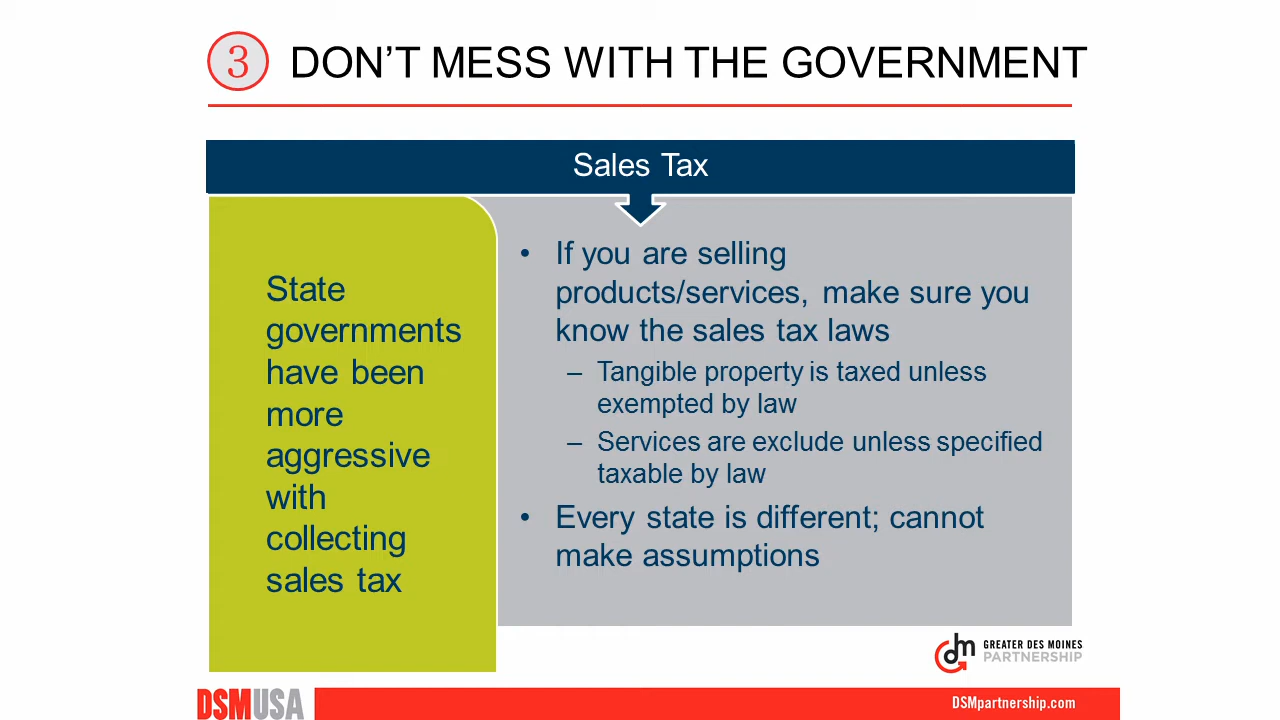 3 DON'T MESS WITH THE GOVERNMENT
Sales Tax
State
governments
have been
more
aggressive
with
collecting
sales tax
• If you are selling
products/services, make sure you
know the sales tax laws
– Tangible property is taxed unless
exempted by law
– Services are exclude unless specified
taxable by law
• Every state is different; cannot
make assumptions
dm
GREATER DES MOINES
PARTNERSHIP
DSMUSA
DSMpartnership.com